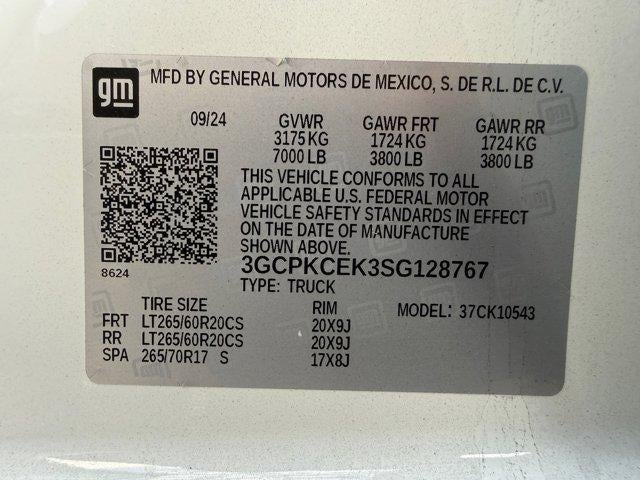 gm MFD BY GENERAL MOTORS DE MEXICO, S. DE R.L. DE C.V.
09/24 GVWR GAWR FRT GAWR RR
3175 KG 1724 KG 1724 KG
7000 LB 3800 LB 3800 LB
THIS VEHICLE CONFORMS TO ALL
APPLICABLE U.S. FEDERAL MOTOR
VEHICLE SAFETY STANDARDS IN EFFECT
ON THE DATE OF MANUFACTURE
SHOWN ABOVE.
8624 3GCPKCEK3SG128767
TYPE: TRUCK
TIRE SIZE RIM MODEL: 37CK10543
FRT LT265/60R20CS 20X9J
RR LT265/60R20CS 20X9J
SPA 265/70R17 S 17X8J